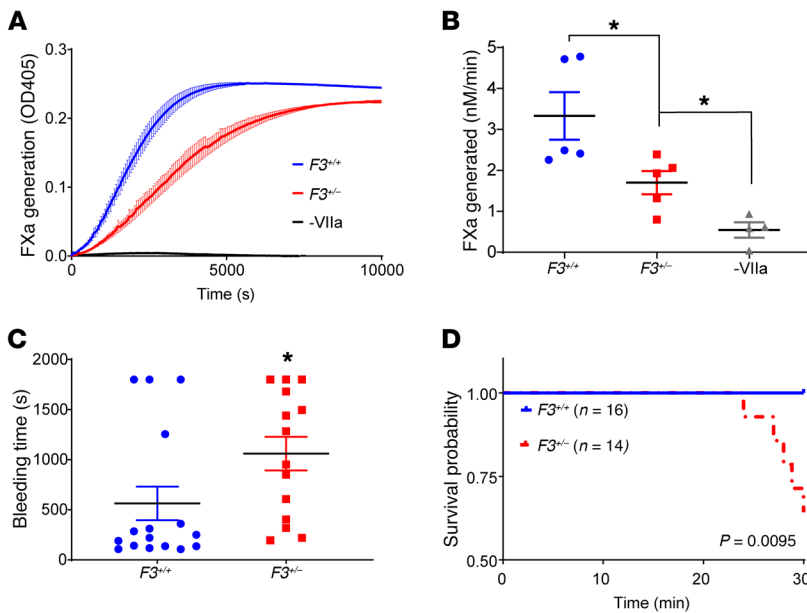 A
FXa generation (OD405)
0.3
0.2
0.1
0.0
0
5000
10000
Time (s)
F3+/+
F3+/–
-VIIa
B
FXa generated (nM/min)
5
4
3
2
1
0
*
*
F3+/+
F3+/–
-VIIa
C
Bleeding time (s)
2000
1500
1000
500
0
*
F3+/+
F3+/–
D
Survival probability
1.00
0.75
0.50
F3+/+ (n = 16)
F3+/– (n = 14)
P = 0.0095
0
10
20
30
Time (min)